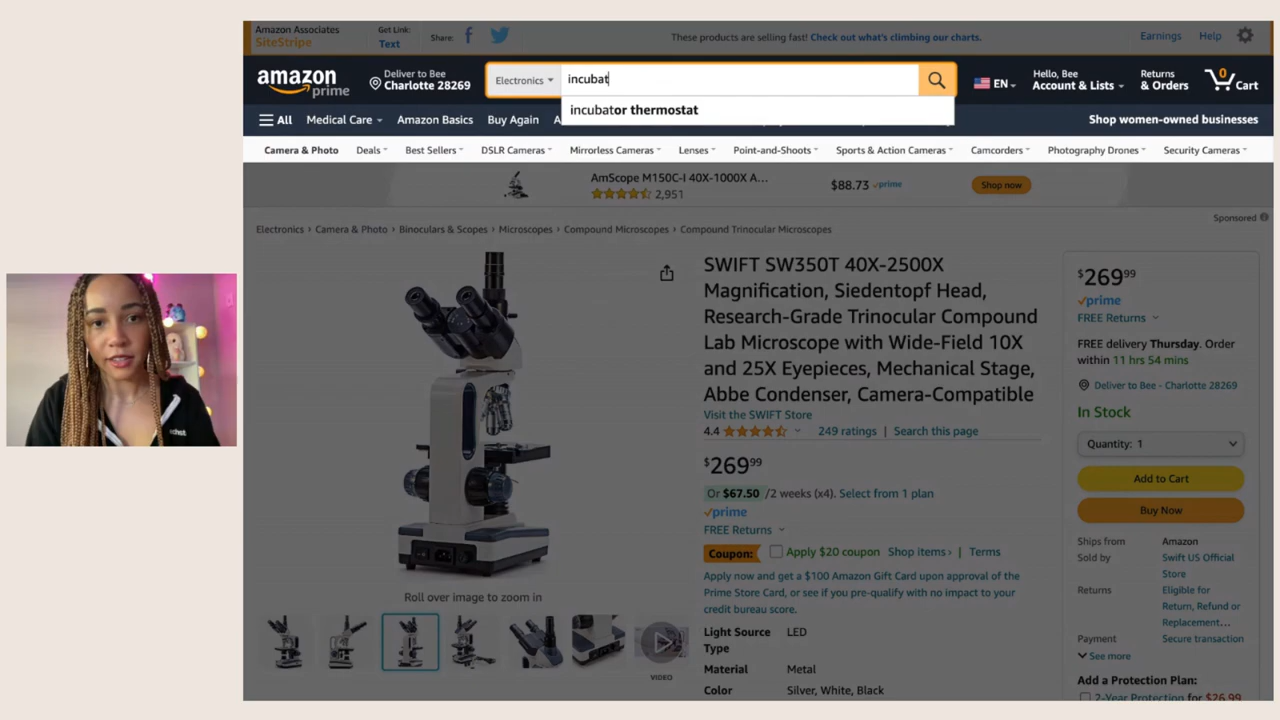 Amazon Associates
SiteStripe
Get Link:
Text
Share:
These products are selling fast! Check out what's climbing our charts.
Earnings
Help
amazon
prime
Deliver to Bee
Charlotte 28269
Electronics
incubat
EN
Hello, Bee
Account & Lists
Returns
& Orders
0
Cart
incubator thermostat
All
Medical Care
Amazon Basics
Buy Again
Shop women-owned businesses
Camera & Photo
Deals
Best Sellers
DSLR Cameras
Mirrorless Cameras
Lenses
Point-and-Shoots
Sports & Action Cameras
Camcorders
Photography Drones
Security Cameras
AmScope M150C-I 40X-1000X A...
2,951
$88.73 prime
Shop now
Sponsored
Electronics › Camera & Photo › Binoculars & Scopes › Microscopes › Compound Microscopes › Compound Trinocular Microscopes
SWIFT SW350T 40X-2500X
Magnification, Siedentopf Head,
Research-Grade Trinocular Compound
Lab Microscope with Wide-Field 10X
and 25X Eyepieces, Mechanical Stage,
Abbe Condenser, Camera-Compatible
Visit the SWIFT Store
4.4
249 ratings | Search this page
$269.99
Or $67.50 /2 weeks (x4). Select from 1 plan
prime
FREE Returns
Coupon:
Apply $20 coupon
Shop items › | Terms
Apply now and get a $100 Amazon Gift Card upon approval of the
Prime Store Card, or see if you pre-qualify with no impact to your
credit bureau score.
Light Source
Type
LED
Material
Metal
Color
Silver, White, Black
Roll over image to zoom in
VIDEO
$269.99
prime
FREE Returns
FREE delivery Thursday. Order
within 11 hrs 54 mins
Deliver to Bee - Charlotte 28269
In Stock
Quantity: 1
Add to Cart
Buy Now
Ships from
Amazon
Sold by
Swift US Official
Store
Returns
Eligible for
Return, Refund or
Replacement...
Payment
Secure transaction
See more
Add a Protection Plan:
2-Year Protection for $26.99